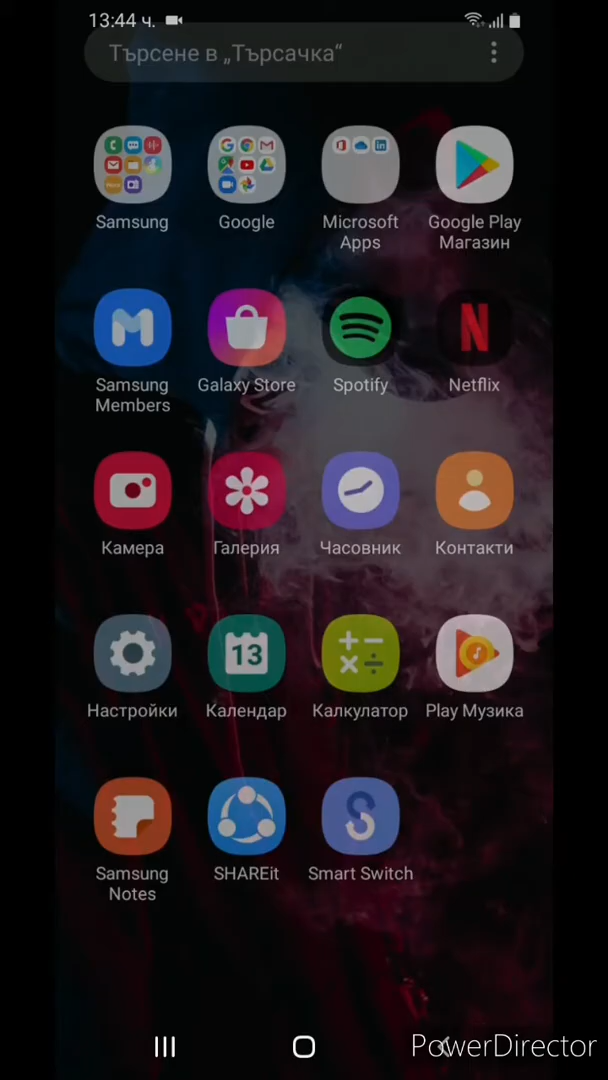 13:44 ч.
Търсене в „Търсачка“
Samsung
Google
Microsoft
Apps
Google Play
Магазин
Samsung
Members
Galaxy Store
Spotify
Netflix
Камера
Галерия
Часовник
Контакти
13
Настройки
Календар
Калкулатор
Play Музика
Samsung
Notes
SHAREit
Smart Switch
PowerDirector